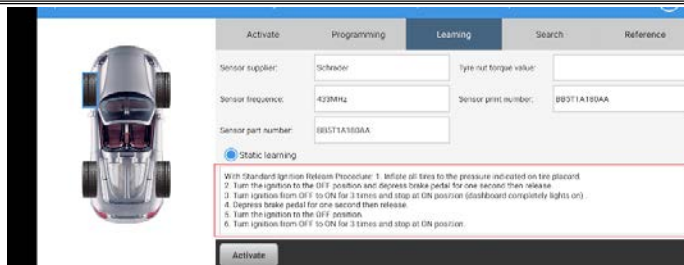 Activate Programming Learning Search Reference
Sensor supplier: Schrader Tyre nut torque value:
Sensor frequence: 433MHz Sensor print number: BB5T1A180AA
Sensor part number: BB5T1A180AA
Static learning
With Standard Ignition Relearn Procedure: 1. Inflate all tires to the pressure indicated on tire placard.
2. Turn the ignition to the OFF position and depress brake pedal for one second then release.
3. Turn ignition from OFF to ON for 3 times and stop at ON position (dashboard completely lights on) .
4. Depress brake pedal for one second then release.
5. Turn the ignition to the OFF position.
6. Turn ignition from OFF to ON for 3 times and stop at ON position.
Activate